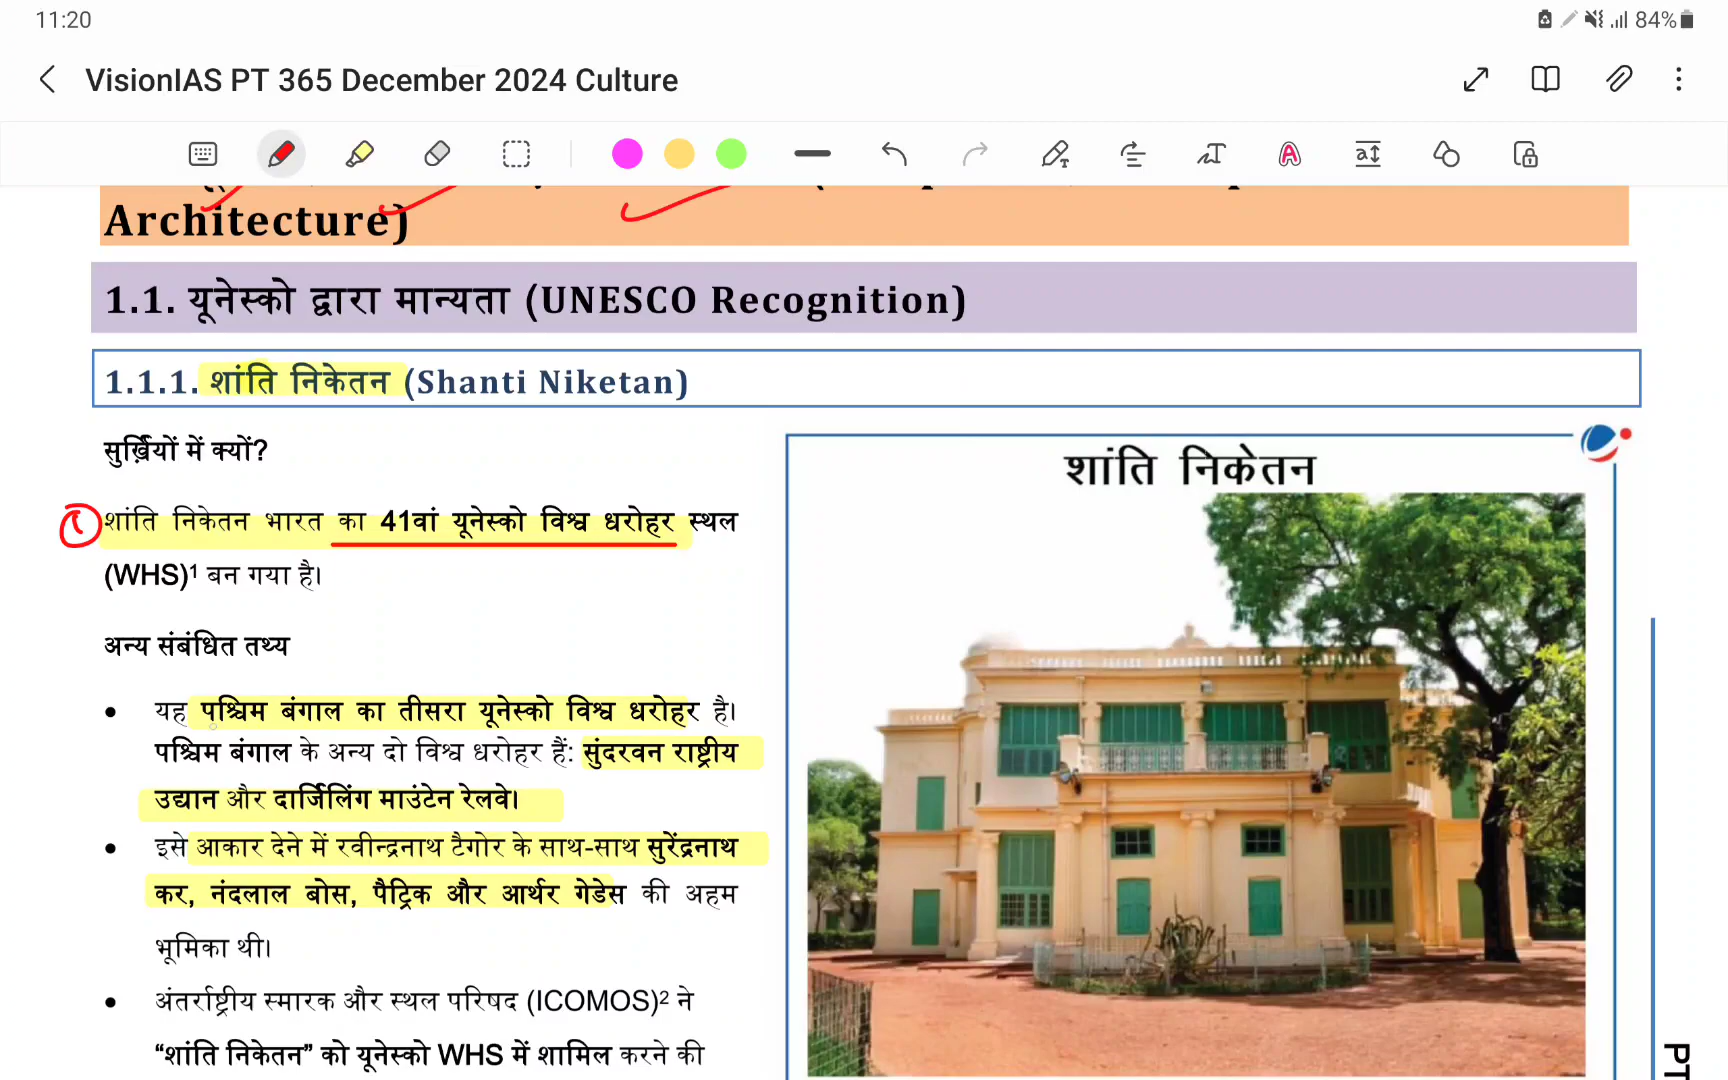 11:20
84%
VisionIAS PT 365 December 2024 Culture
Architecture)
1.1. यूनेस्को द्वारा मान्यता (UNESCO Recognition)
1.1.1. शांति निकेतन (Shanti Niketan)
सुर्ख़ियों में क्यों?
शांति निकेतन भारत का 41वां यूनेस्को विश्व धरोहर स्थल
(WHS)1 बन गया है।
अन्य संबंधित तथ्य
• यह पश्चिम बंगाल का तीसरा यूनेस्को विश्व धरोहर है।
पश्चिम बंगाल के अन्य दो विश्व धरोहर हैं: सुंदरवन राष्ट्रीय
उद्यान और दार्जिलिंग माउंटेन रेलवे।
• इसे आकार देने में रवीन्द्रनाथ टैगोर के साथ-साथ सुरेंद्रनाथ
कर, नंदलाल बोस, पैट्रिक और आर्थर गेडेस की अहम
भूमिका थी।
• अंतर्राष्ट्रीय स्मारक और स्थल परिषद (ICOMOS)2 ने
“शांति निकेतन” को यूनेस्को WHS में शामिल करने की
शांति निकेतन
PT